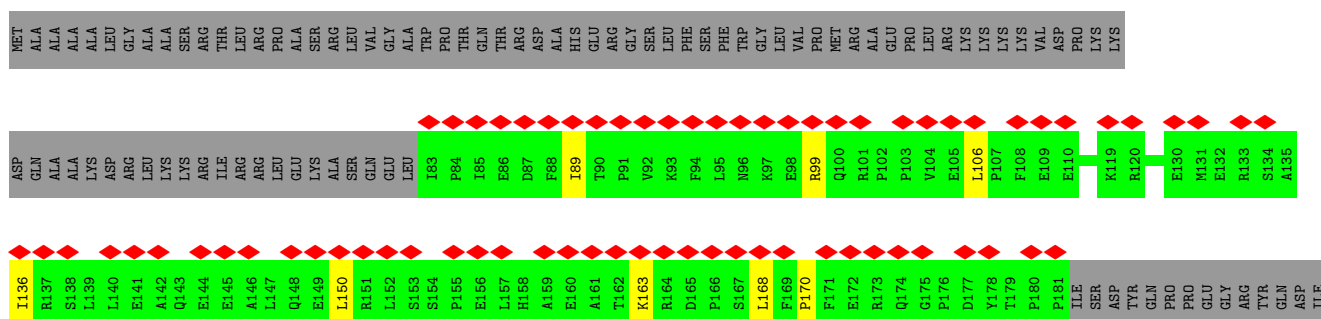 MET ALA ALA ALA ALA LEU GLY ALA ALA SER ARG THR LEU ARG PRO ALA SER ARG LEU VAL GLY ALA TRP PRO THR GLN THR ARG ASP ALA HIS GLU ARG GLY SER LEU PHE SER PHE TRP GLY LEU VAL PRO MET ARG ALA GLU PRO LEU ARG LYS LYS LYS LYS VAL ASP PRO LYS LYS
ASP GLN ALA ALA LYS ASP ARG LEU LYS LYS ARG ILE ARG ARG LEU GLU LYS ALA SER GLN GLU LEU I83 P84 I85 E86 D87 F88 I89 T90 P91 V92 K93 F94 L95 N96 K97 E98 R99 Q100 R101 P102 P103 V104 E105 L106 P107 F108 E109 E110 K119 R120 E130 M131 E132 R133 S134 A135
I136 R137 S138 L139 L140 E141 A142 Q143 E144 E145 A146 L147 Q148 E149 L150 R151 L152 S153 S154 P155 E156 L157 H158 A159 E160 A161 T162 K163 R164 D165 P166 S167 L168 F169 P170 F171 E172 R173 Q174 G175 P176 D177 Y178 T179 P180 P181 ILE SER ASP TYR GLN PRO PRO GLU GLY ARG TYR GLN ASP ILE